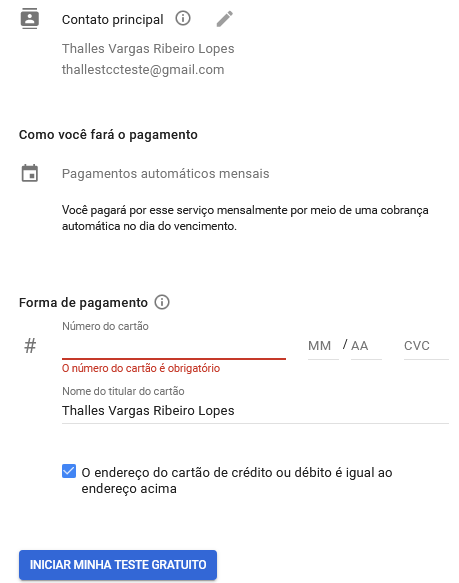 Contato principal
Thalles Vargas Ribeiro Lopes
thallestccteste@gmail.com
Como você fará o pagamento
Pagamentos automáticos mensais
Você pagará por esse serviço mensalmente por meio de uma cobrança
automática no dia do vencimento.
Forma de pagamento
Número do cartão
# MM / AA CVC
O número do cartão é obrigatório
Nome do titular do cartão
Thalles Vargas Ribeiro Lopes
O endereço do cartão de crédito ou débito é igual ao
endereço acima
INICIAR MINHA TESTE GRATUITO